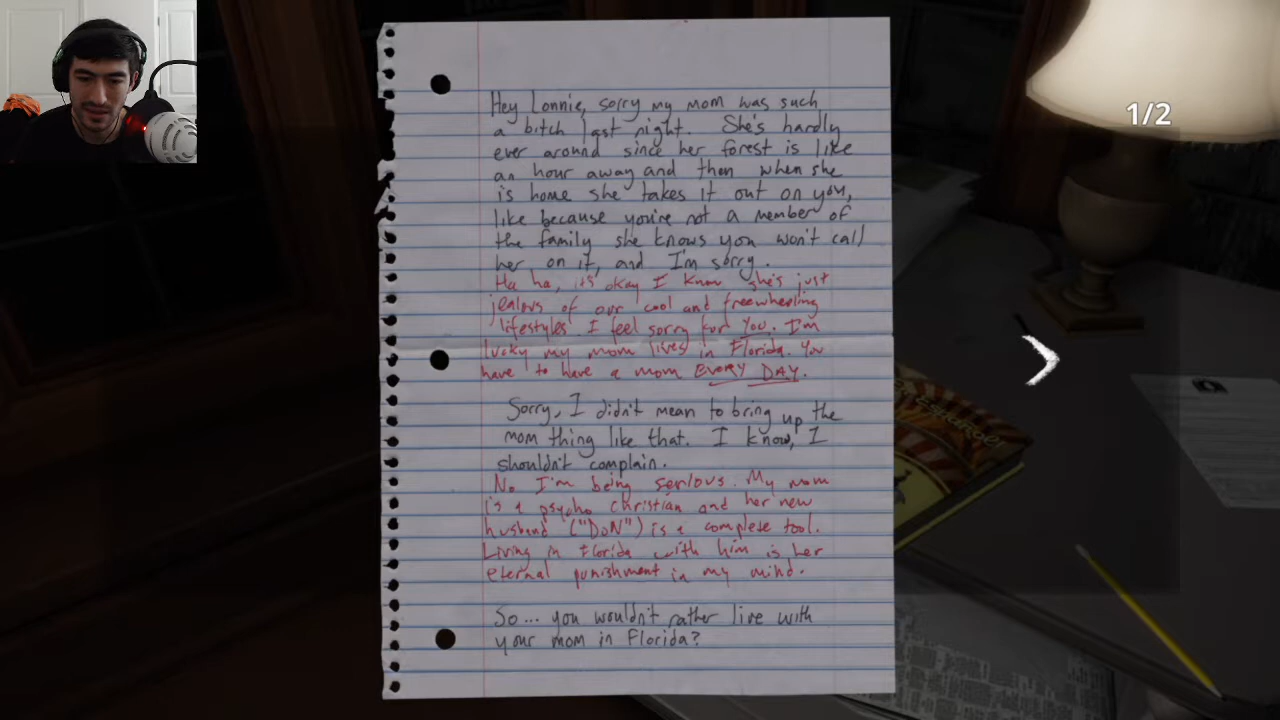 1/2
Hey Lonnie, sorry my mom was such
a bitch last night. She's hardly
ever around since her forest is like
an hour away and then when she
is home she takes it out on you,
like because you're not a member of
the family she knows you won't call
her on it, and I'm sorry.
Ha ha, it's okay I know she's just
jealous of our cool and freewheeling
lifestyles. I feel sorry for You. I'm
lucky my mom lives in Florida. You
have to have a mom EVERY DAY.
Sorry, I didn't mean to bring up the
mom thing like that. I know, I
shouldn't complain.
No I'm being serious. My mom
is a psycho christian and her new
husband ("DoN") is a complete tool.
Living in Florida with him is her
eternal punishment in my mind.
So... you wouldn't rather live with
your mom in Florida?